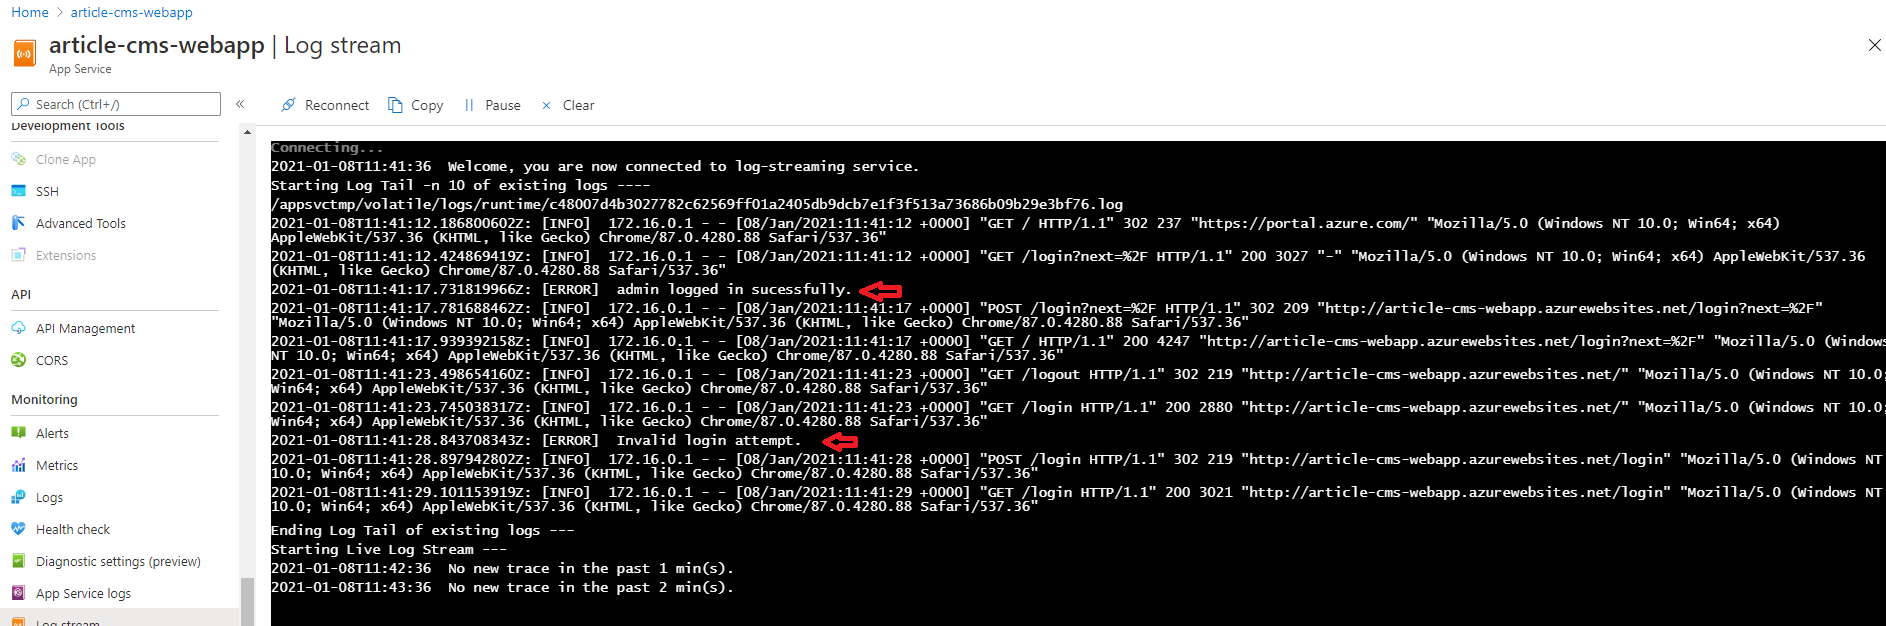 Home > article-cms-webapp
article-cms-webapp | Log stream
App Service
Search (Ctrl+/)
«
Reconnect
Copy
Pause
Clear
Development Tools
Clone App
SSH
Advanced Tools
Extensions
API
API Management
CORS
Monitoring
Alerts
Metrics
Logs
Health check
Diagnostic settings (preview)
App Service logs
Log stream
Connecting...
2021-01-08T11:41:36  Welcome, you are now connected to log-streaming service.
Starting Log Tail -n 10 of existing logs ----
/appsvctmp/volatile/logs/runtime/c48007d4b3027782c62569ff01a2405db9dcb7e1f3f513a73686b09b29e3bf76.log
2021-01-08T11:41:12.186800602Z: [INFO]  172.16.0.1 - - [08/Jan/2021:11:41:12 +0000] "GET / HTTP/1.1" 302 237 "https://portal.azure.com/" "Mozilla/5.0 (Windows NT 10.0; Win64; x64)
AppleWebKit/537.36 (KHTML, like Gecko) Chrome/87.0.4280.88 Safari/537.36"
2021-01-08T11:41:12.424869419Z: [INFO]  172.16.0.1 - - [08/Jan/2021:11:41:12 +0000] "GET /login?next=%2F HTTP/1.1" 200 3027 "-" "Mozilla/5.0 (Windows NT 10.0; Win64; x64) AppleWebKit/537.36
(KHTML, like Gecko) Chrome/87.0.4280.88 Safari/537.36"
2021-01-08T11:41:17.731819966Z: [ERROR]  admin logged in sucessfully.
2021-01-08T11:41:17.781688462Z: [INFO]  172.16.0.1 - - [08/Jan/2021:11:41:17 +0000] "POST /login?next=%2F HTTP/1.1" 302 209 "http://article-cms-webapp.azurewebsites.net/login?next=%2F"
"Mozilla/5.0 (Windows NT 10.0; Win64; x64) AppleWebKit/537.36 (KHTML, like Gecko) Chrome/87.0.4280.88 Safari/537.36"
2021-01-08T11:41:17.939392158Z: [INFO]  172.16.0.1 - - [08/Jan/2021:11:41:17 +0000] "GET / HTTP/1.1" 200 4247 "http://article-cms-webapp.azurewebsites.net/login?next=%2F" "Mozilla/5.0 (Windows
NT 10.0; Win64; x64) AppleWebKit/537.36 (KHTML, like Gecko) Chrome/87.0.4280.88 Safari/537.36"
2021-01-08T11:41:23.498654160Z: [INFO]  172.16.0.1 - - [08/Jan/2021:11:41:23 +0000] "GET /logout HTTP/1.1" 302 219 "http://article-cms-webapp.azurewebsites.net/" "Mozilla/5.0 (Windows NT 10.0;
Win64; x64) AppleWebKit/537.36 (KHTML, like Gecko) Chrome/87.0.4280.88 Safari/537.36"
2021-01-08T11:41:23.745038317Z: [INFO]  172.16.0.1 - - [08/Jan/2021:11:41:23 +0000] "GET /login HTTP/1.1" 200 2880 "http://article-cms-webapp.azurewebsites.net/" "Mozilla/5.0 (Windows NT 10.0;
Win64; x64) AppleWebKit/537.36 (KHTML, like Gecko) Chrome/87.0.4280.88 Safari/537.36"
2021-01-08T11:41:28.843708343Z: [ERROR]  Invalid login attempt.
2021-01-08T11:41:28.897942802Z: [INFO]  172.16.0.1 - - [08/Jan/2021:11:41:28 +0000] "POST /login HTTP/1.1" 302 219 "http://article-cms-webapp.azurewebsites.net/login" "Mozilla/5.0 (Windows NT
10.0; Win64; x64) AppleWebKit/537.36 (KHTML, like Gecko) Chrome/87.0.4280.88 Safari/537.36"
2021-01-08T11:41:29.101153919Z: [INFO]  172.16.0.1 - - [08/Jan/2021:11:41:29 +0000] "GET /login HTTP/1.1" 200 3021 "http://article-cms-webapp.azurewebsites.net/login" "Mozilla/5.0 (Windows NT
10.0; Win64; x64) AppleWebKit/537.36 (KHTML, like Gecko) Chrome/87.0.4280.88 Safari/537.36"
Ending Log Tail of existing logs ---
Starting Live Log Stream ---
2021-01-08T11:42:36  No new trace in the past 1 min(s).
2021-01-08T11:43:36  No new trace in the past 2 min(s).